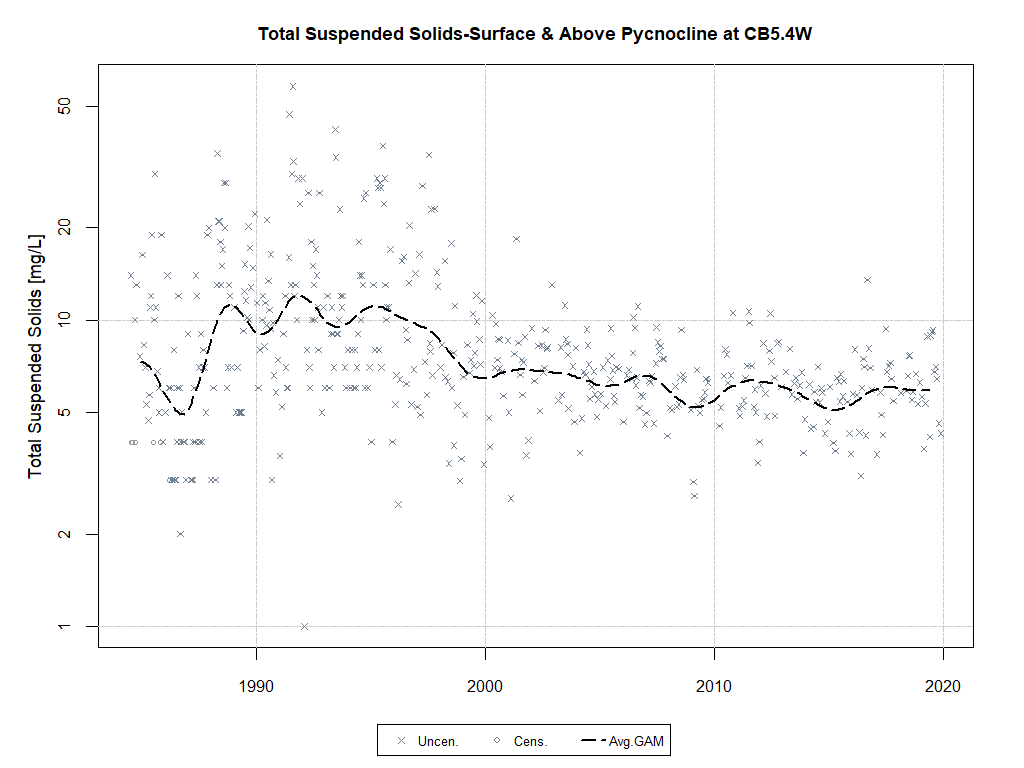 Total Suspended Solids-Surface & Above Pycnocline at CB5.4W
Total Suspended Solids [mg/L]
50
20
10
5
2
1
1990 2000 2010 2020
Uncen. Cens. Avg.GAM